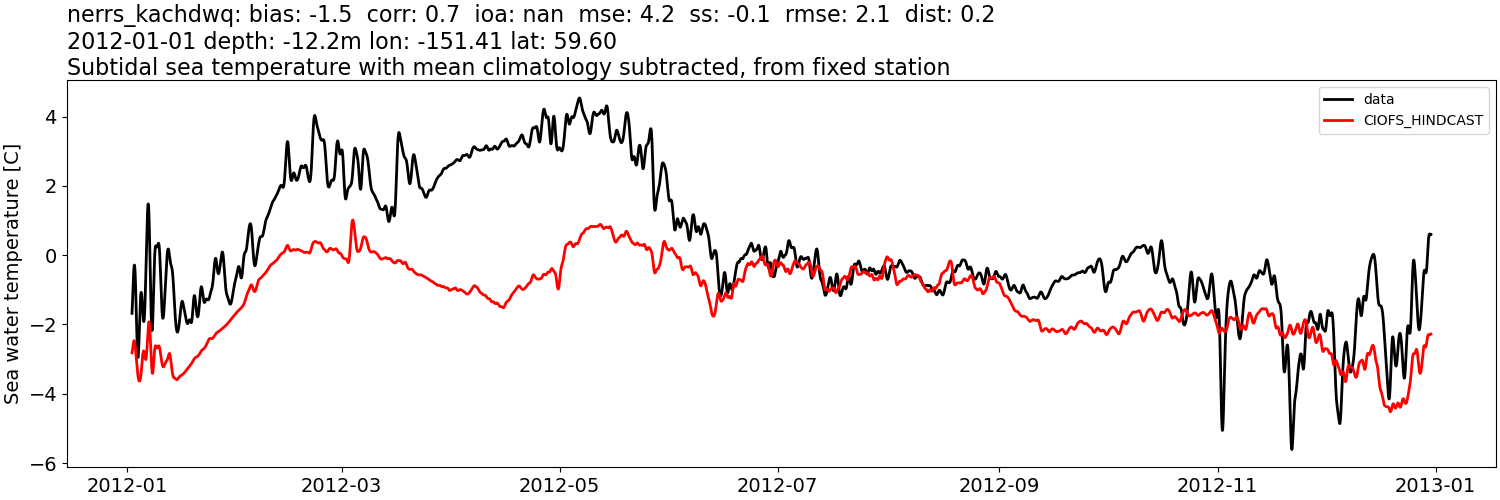 nerrs_kachdwq: bias: -1.5  corr: 0.7  ioa: nan  mse: 4.2  ss: -0.1  rmse: 2.1  dist: 0.2
2012-01-01 depth: -12.2m lon: -151.41 lat: 59.60
Subtidal sea temperature with mean climatology subtracted, from fixed station
data
CIOFS_HINDCAST
Sea water temperature [C]
4
2
0
−2
−4
−6
2012-01 2012-03 2012-05 2012-07 2012-09 2012-11 2013-01